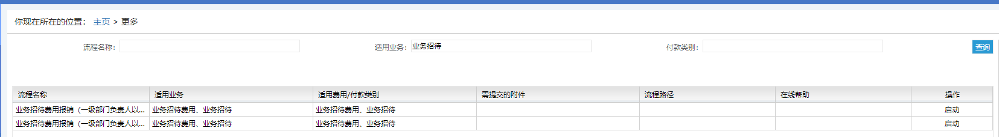 你现在所在的位置： 主页 > 更多
流程名称： 适用业务：业务招待 付款类别： 查询
流程名称 适用业务 适用费用/付款类别 需提交的附件 流程路径 在线帮助 操作
业务招待费用报销（一级部门负责人以... 业务招待费用、业务招待 业务招待费用、业务招待 启动
业务招待费用报销（一级部门负责人以... 业务招待费用、业务招待 业务招待费用、业务招待 启动